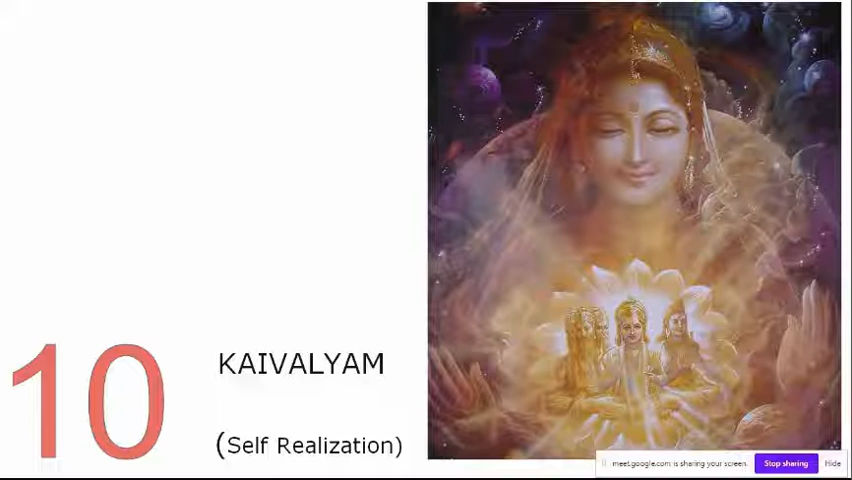 10
KAIVALYAM
(Self Realization)
meet.google.com is sharing your screen.
Stop sharing
Hide